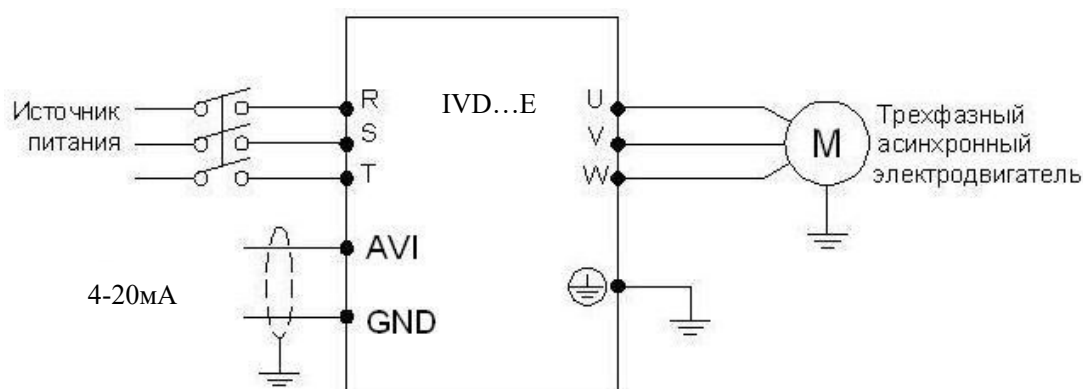 Источник
питания
R
S
T
IVD...E
U
V
W
M
Трехфазный
асинхронный
электродвигатель
AVI
4-20мА
GND